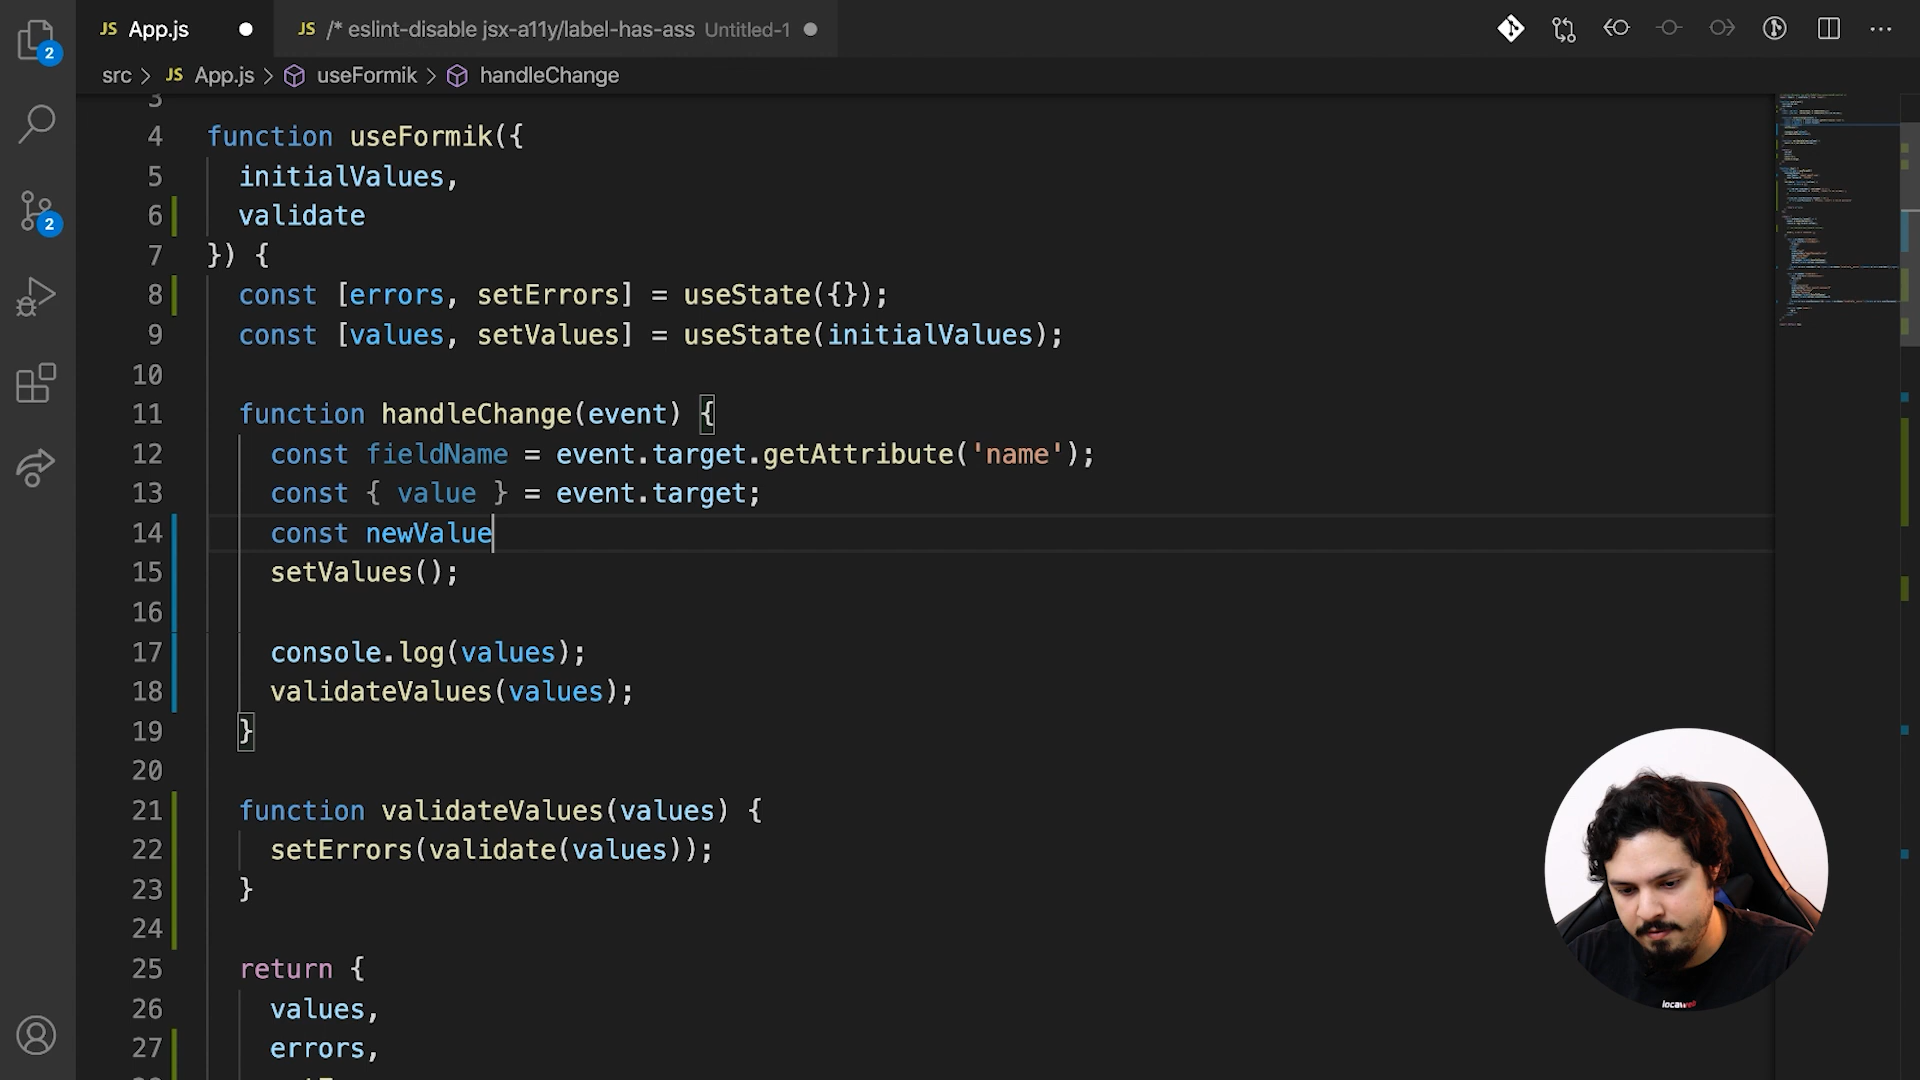 JS App.js
JS /* eslint-disable jsx-a11y/label-has-ass Untitled-1
2
src > JS App.js > useFormik > handleChange
3
4 function useFormik({
5 initialValues,
6 validate
7 }) {
8 const [errors, setErrors] = useState({});
9 const [values, setValues] = useState(initialValues);
10
11 function handleChange(event) {
12 const fieldName = event.target.getAttribute('name');
13 const { value } = event.target;
14 const newValue
15 setValues();
16
17 console.log(values);
18 validateValues(values);
19 }
20
21 function validateValues(values) {
22 setErrors(validate(values));
23 }
24
25 return {
26 values,
27 errors,
2
locaweb